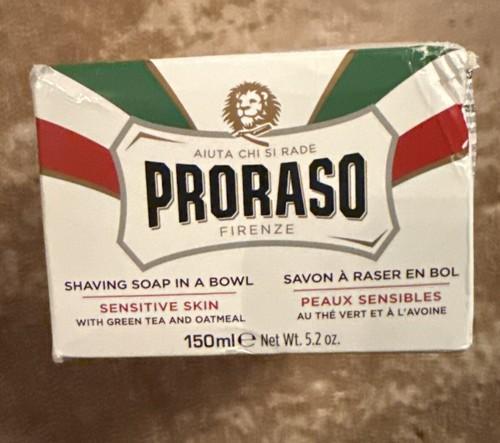 AIUTA CHI SI RADE
PRORASO
FIRENZE
SHAVING SOAP IN A BOWL
SENSITIVE SKIN
WITH GREEN TEA AND OATMEAL
SAVON À RASER EN BOL
PEAUX SENSIBLES
AU THÉ VERT ET À L'AVOINE
150ml ℮ Net Wt. 5.2 oz.